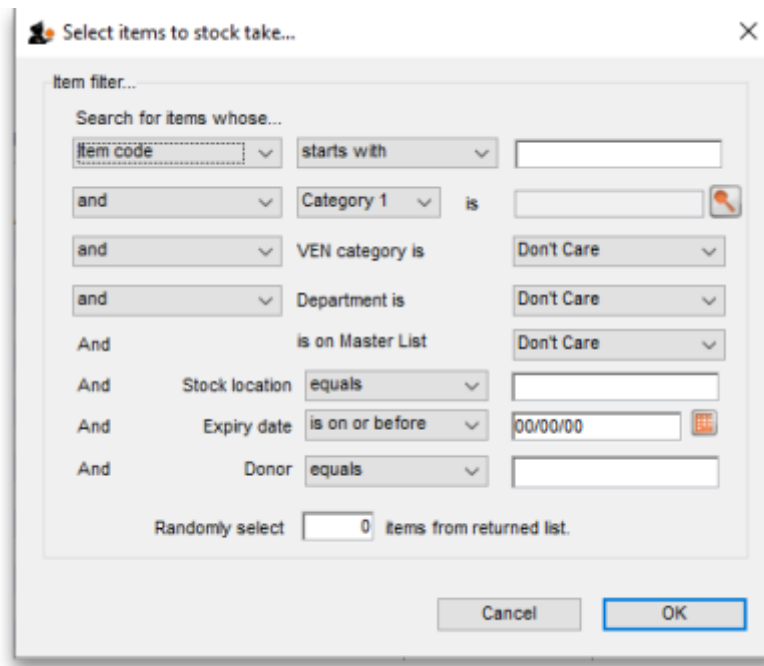 Select items to stock take...
Item filter...
Search for items whose...
Item code starts with
and Category 1 is
and VEN category is Don't Care
and Department is Don't Care
And is on Master List Don't Care
And Stock location equals
And Expiry date is on or before 00/00/00
And Donor equals
Randomly select 0 items from returned list.
Cancel OK